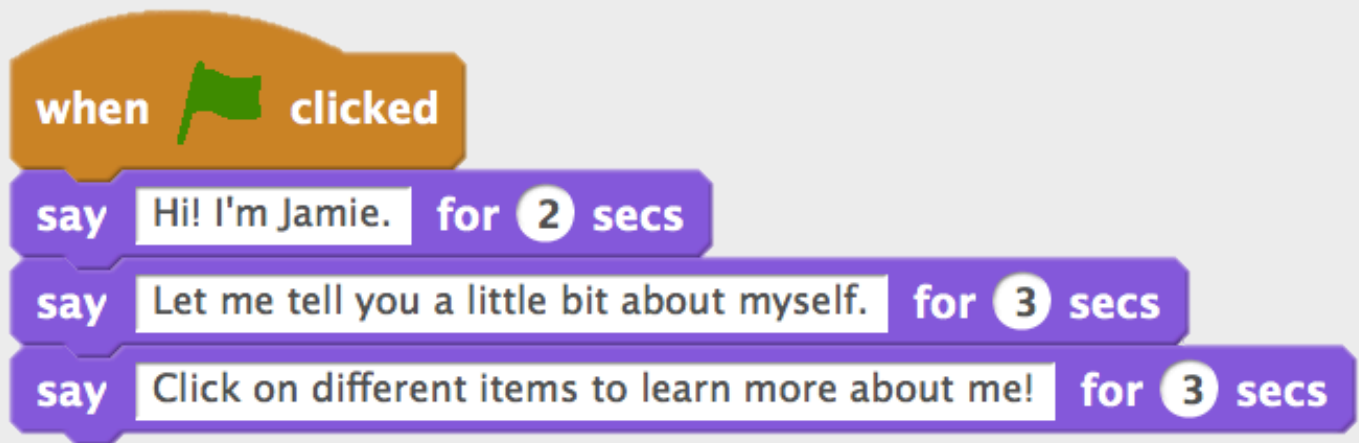 when clicked
say Hi! I'm Jamie. for 2 secs
say Let me tell you a little bit about myself. for 3 secs
say Click on different items to learn more about me! for 3 secs